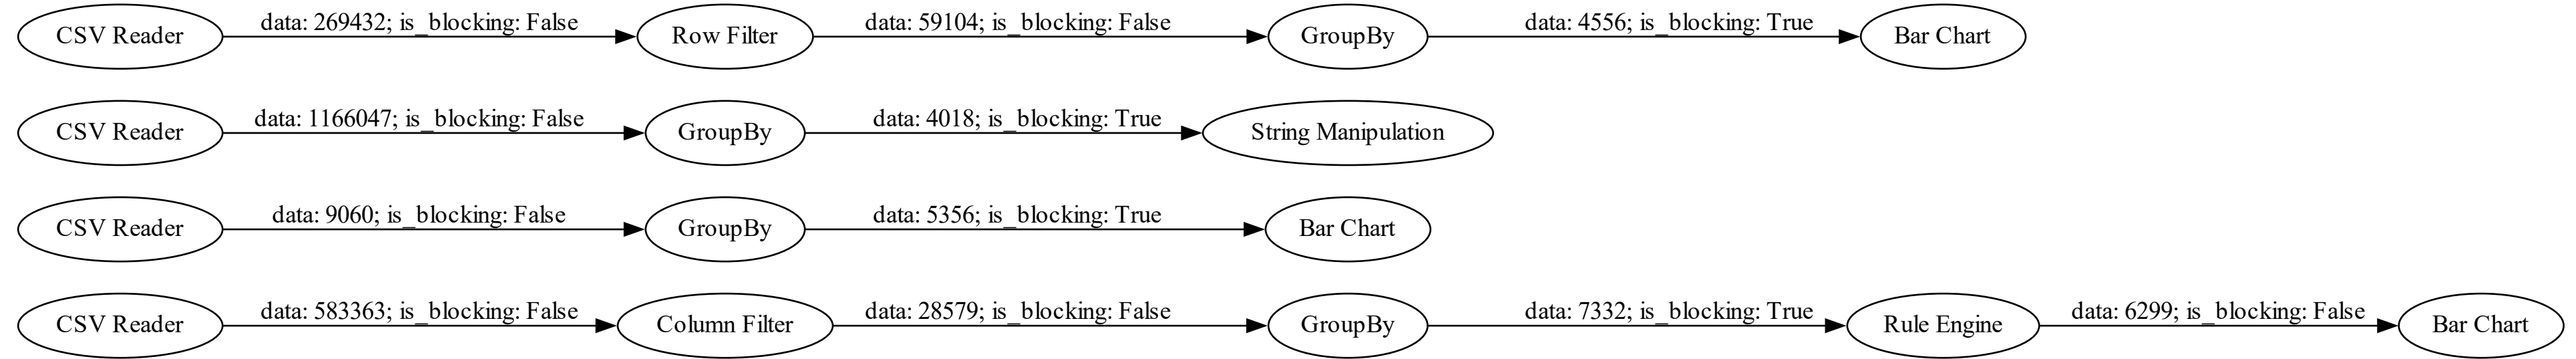 CSV Reader data: 269432; is_blocking: False Row Filter data: 59104; is_blocking: False GroupBy data: 4556; is_blocking: True Bar Chart
CSV Reader data: 1166047; is_blocking: False GroupBy data: 4018; is_blocking: True String Manipulation
CSV Reader data: 9060; is_blocking: False GroupBy data: 5356; is_blocking: True Bar Chart
CSV Reader data: 583363; is_blocking: False Column Filter data: 28579; is_blocking: False GroupBy data: 7332; is_blocking: True Rule Engine data: 6299; is_blocking: False Bar Chart